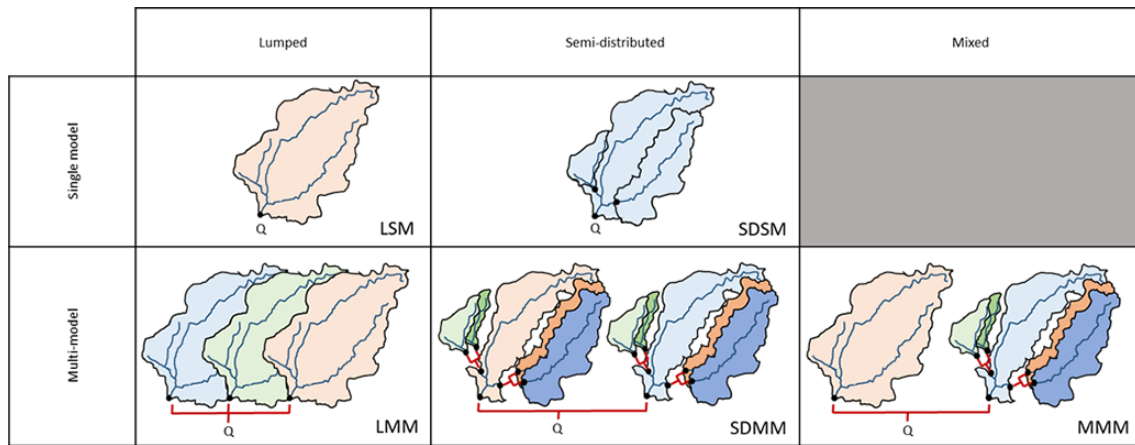 Lumped
Semi-distributed
Mixed
Single model
Q
LSM
Q
SDSM
Multi-model
Q
LMM
Q
SDMM
Q
MMM